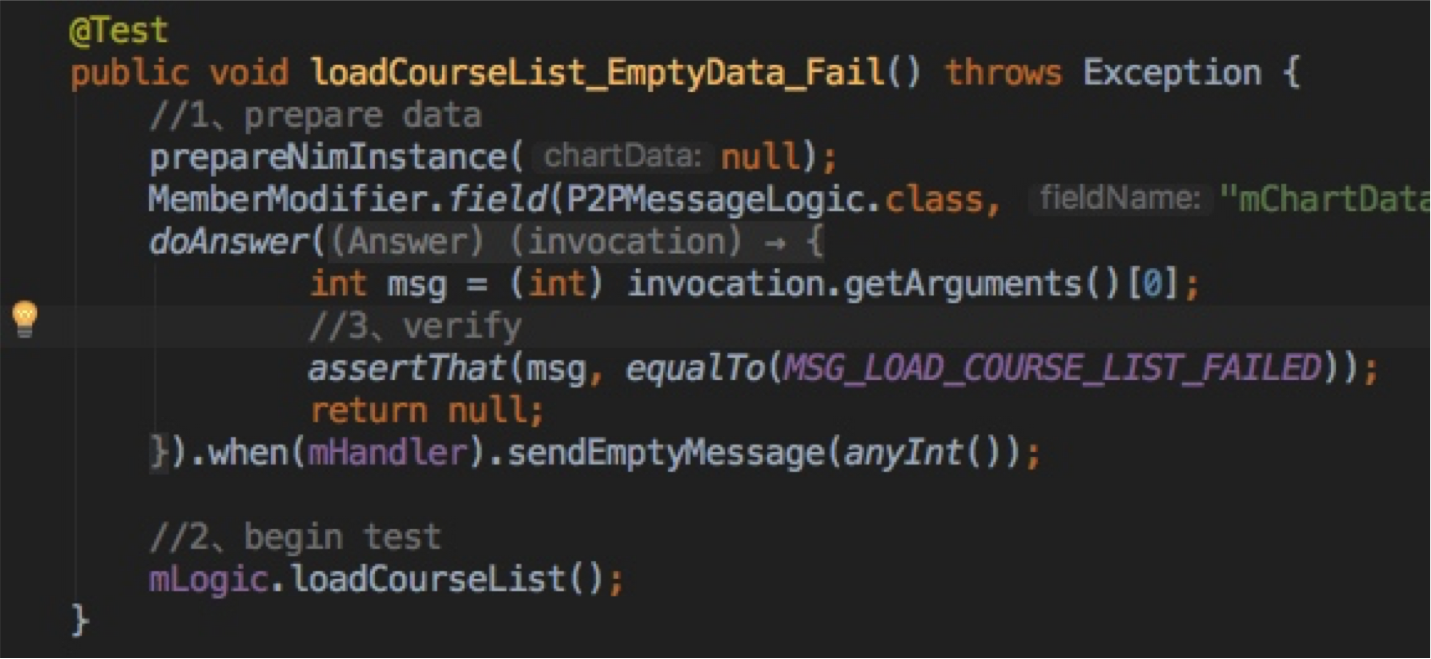 @Test
public void loadCourseList_EmptyData_Fail() throws Exception {
//1、prepare data
prepareNimInstance( chartData: null);
MemberModifier.field(P2PMessageLogic.class, fieldName: "mChartData
doAnswer((Answer) (invocation) → {
int msg = (int) invocation.getArguments()[0];
//3、verify
assertThat(msg, equalTo(MSG_LOAD_COURSE_LIST_FAILED));
return null;
}).when(mHandler).sendEmptyMessage(anyInt());
//2、begin test
mLogic.loadCourseList();
}